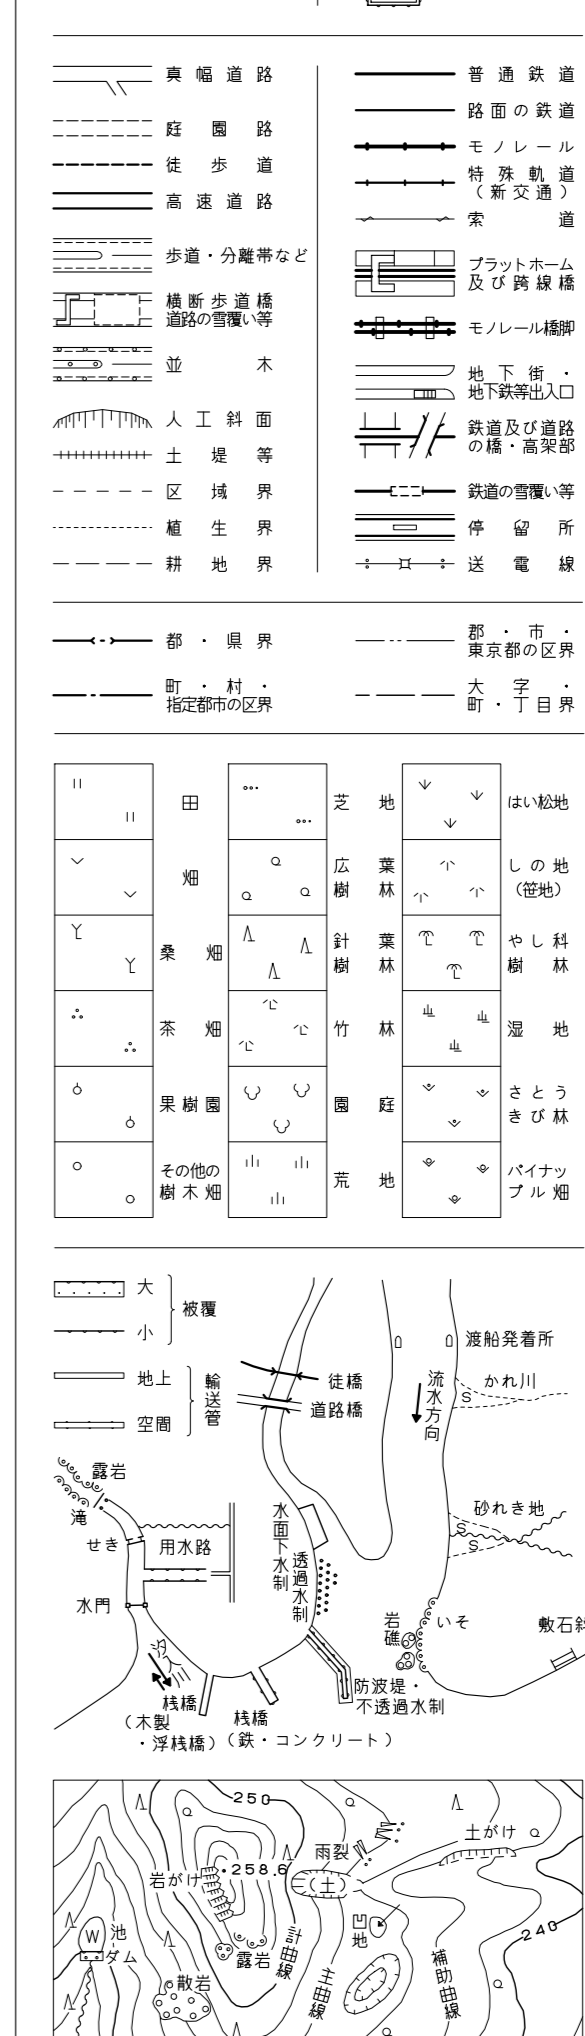 真幅道路
庭園路
徒歩道
高速道路
歩道・分離帯など
横断歩道橋
道路の雪覆い等
並木
人工斜面
土堤等
区域界
植生界
耕地界
普通鉄道
路面の鉄道
モノレール
特殊軌道
(新交通)
索道
プラットホーム
及び跨線橋
モノレール橋脚
地下街・
地下鉄等出入口
鉄道及び道路
の橋・高架部
鉄道の雪覆い等
停留所
送電線
都・県界
町・村・
指定都市の区界
郡・市・
東京都の区界
大字・
町・丁目界
田
畑
桑畑
茶畑
果樹園
その他の
樹木畑
芝地
広葉
樹林
針葉
樹林
竹林
園庭
荒地
はい松地
しの地
(笹地)
やし科
樹林
湿地
さとう
きび林
パイナッ
プル畑
大
小
被覆
地上
空間
輸送管
徒橋
道路橋
渡船発着所
流水方向
かれ川
S
砂れき地
S
S
露岩
滝
せき
用水路
水門
水面下水制
透過水制
岩礁
いそ
敷石斜
汐入川
桟橋
(木製
・浮桟橋)
桟橋
(鉄・コンクリート)
防波堤・
不透過水制
250
258.6
岩がけ
雨裂
土がけ
(土)
凹地
240
W
池
ダム
露岩
散岩
計曲線
主曲線
補助曲線